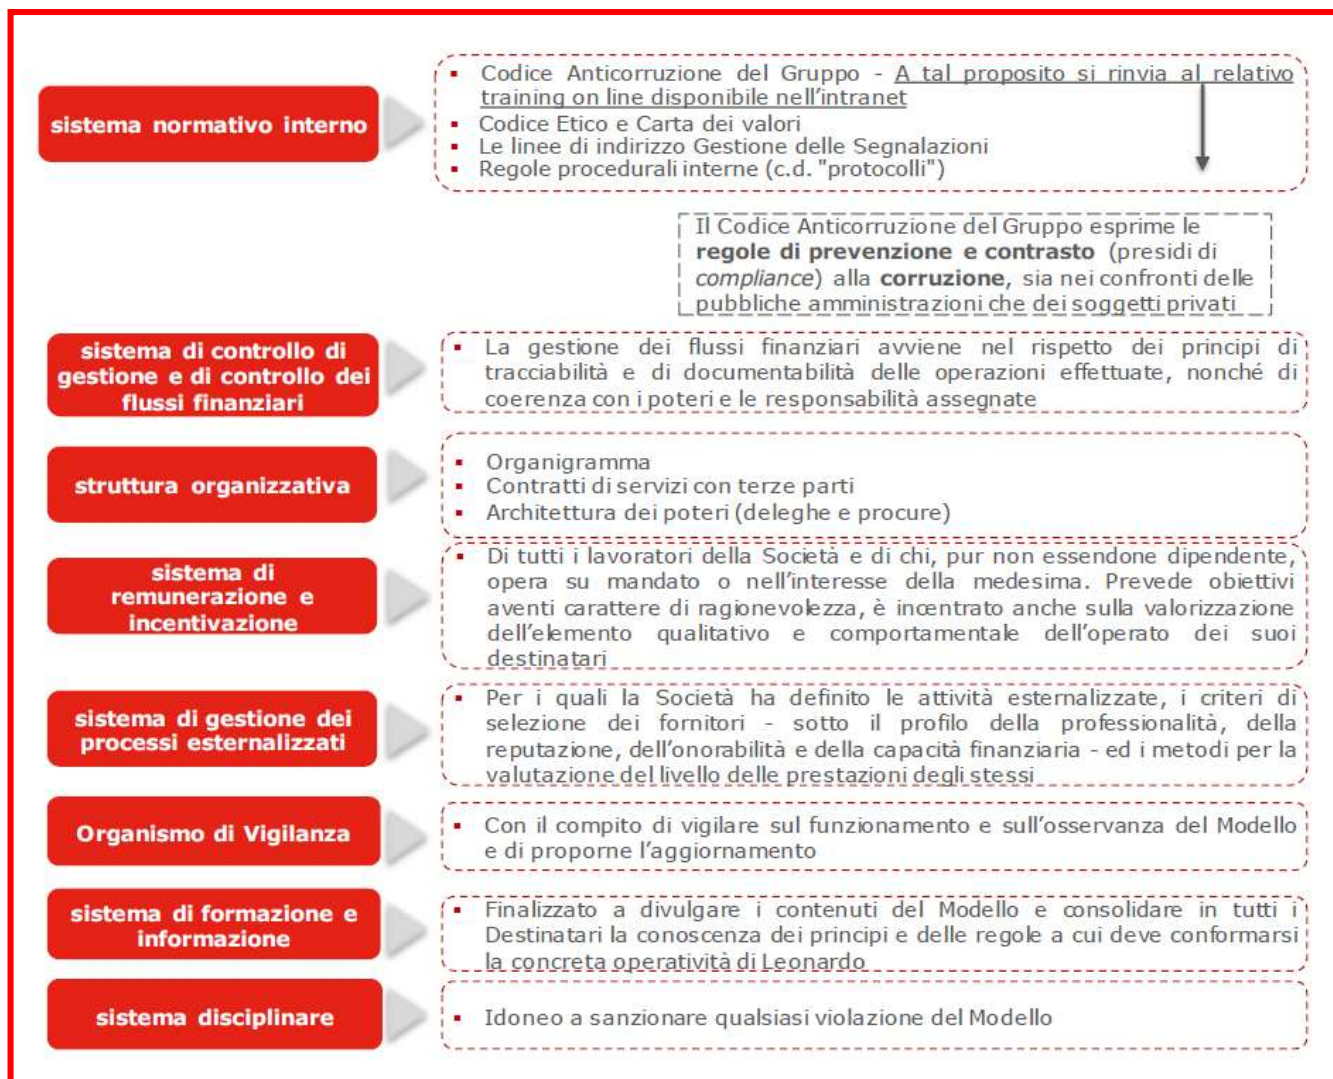 sistema normativo interno
▪ Codice Anticorruzione del Gruppo - A tal proposito si rinvia al relativo
training on line disponibile nell'intranet
▪ Codice Etico e Carta dei valori
▪ Le linee di indirizzo Gestione delle Segnalazioni
▪ Regole procedurali interne (c.d. "protocolli")
Il Codice Anticorruzione del Gruppo esprime le
regole di prevenzione e contrasto (presidi di
compliance) alla corruzione, sia nei confronti delle
pubbliche amministrazioni che dei soggetti privati
sistema di controllo di
gestione e di controllo dei
flussi finanziari
▪ La gestione dei flussi finanziari avviene nel rispetto dei principi di
tracciabilità e di documentabilità delle operazioni effettuate, nonché di
coerenza con i poteri e le responsabilità assegnate
struttura organizzativa
▪ Organigramma
▪ Contratti di servizi con terze parti
▪ Architettura dei poteri (deleghe e procure)
sistema di
remunerazione e
incentivazione
▪ Di tutti i lavoratori della Società e di chi, pur non essendone dipendente,
opera su mandato o nell'interesse della medesima. Prevede obiettivi
aventi carattere di ragionevolezza, è incentrato anche sulla valorizzazione
dell'elemento qualitativo e comportamentale dell'operato dei suoi
destinatari
sistema di gestione dei
processi esternalizzati
▪ Per i quali la Società ha definito le attività esternalizzate, i criteri di
selezione dei fornitori - sotto il profilo della professionalità, della
reputazione, dell'onorabilità e della capacità finanziaria - ed i metodi per la
valutazione del livello delle prestazioni degli stessi
Organismo di Vigilanza
▪ Con il compito di vigilare sul funzionamento e sull'osservanza del Modello
e di proporne l'aggiornamento
sistema di formazione e
informazione
▪ Finalizzato a divulgare i contenuti del Modello e consolidare in tutti i
Destinatari la conoscenza dei principi e delle regole a cui deve conformarsi
la concreta operatività di Leonardo
sistema disciplinare
▪ Idoneo a sanzionare qualsiasi violazione del Modello